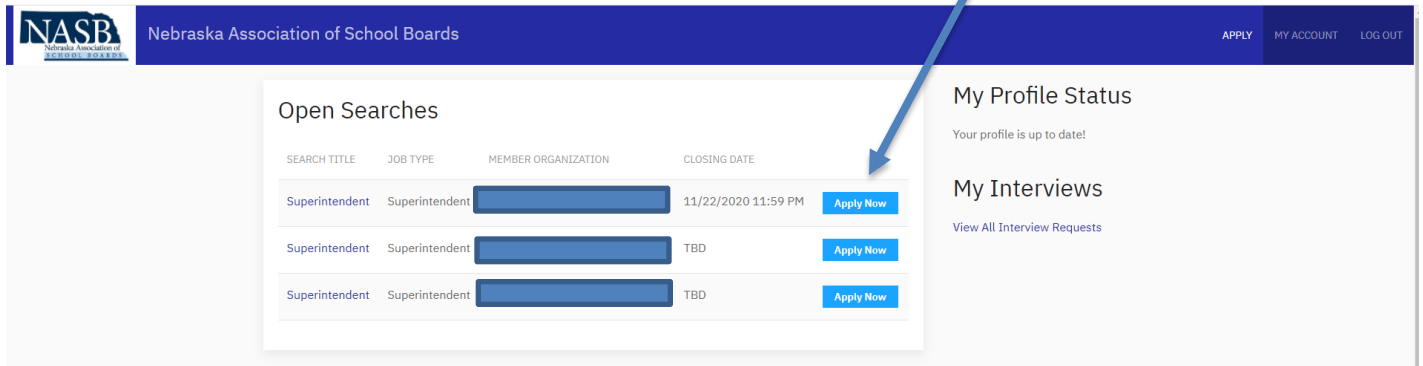 NASB
Nebraska Association of
SCHOOL BOARDS
Nebraska Association of School Boards
APPLY MY ACCOUNT LOG OUT
Open Searches
SEARCH TITLE JOB TYPE MEMBER ORGANIZATION CLOSING DATE
Superintendent Superintendent 11/22/2020 11:59 PM Apply Now
Superintendent Superintendent TBD Apply Now
Superintendent Superintendent TBD Apply Now
My Profile Status
Your profile is up to date!
My Interviews
View All Interview Requests